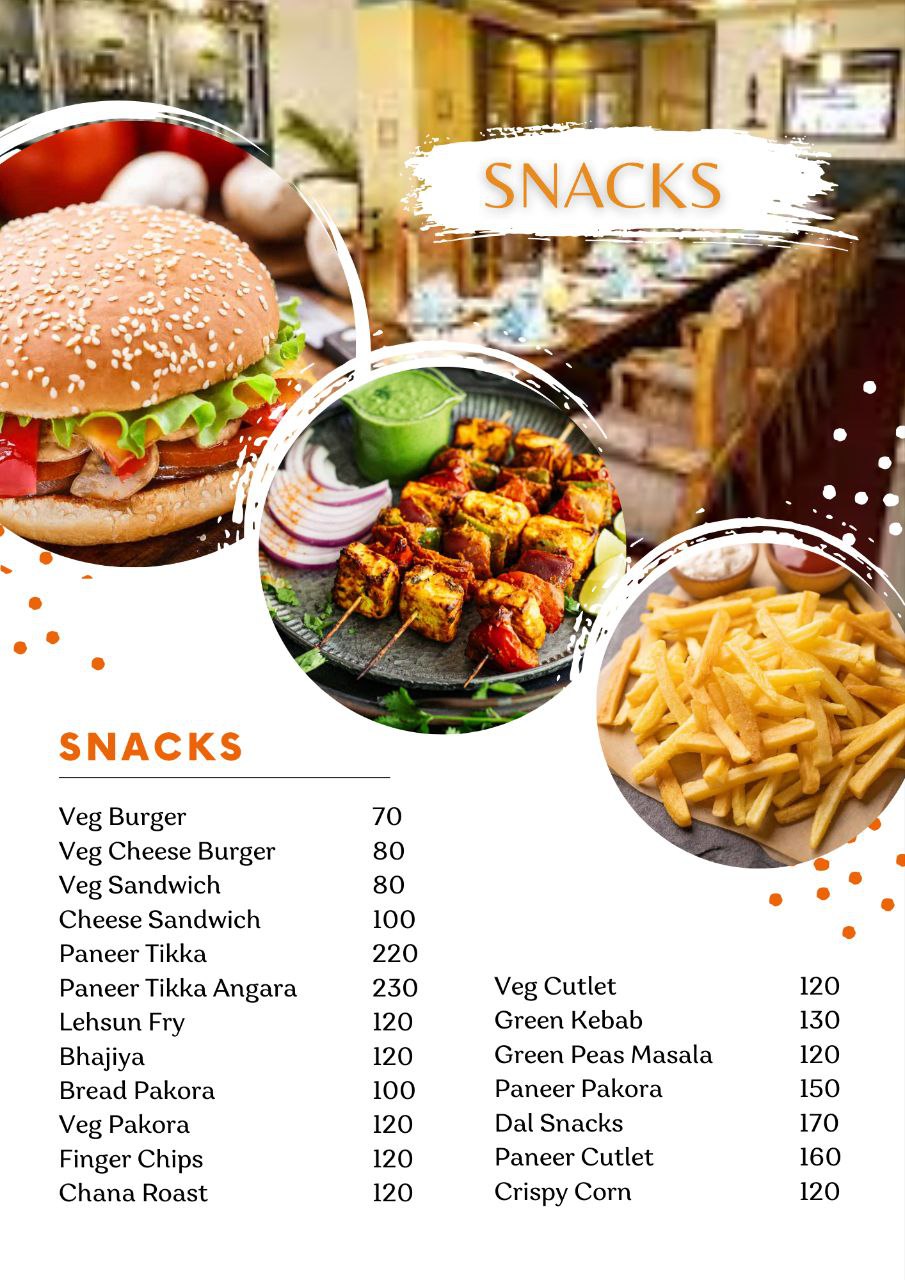 SNACKS
SNACKS
Veg Burger 70
Veg Cheese Burger 80
Veg Sandwich 80
Cheese Sandwich 100
Paneer Tikka 220
Paneer Tikka Angara 230
Lehsun Fry 120
Bhajiya 120
Bread Pakora 100
Veg Pakora 120
Finger Chips 120
Chana Roast 120
Veg Cutlet 120
Green Kebab 130
Green Peas Masala 120
Paneer Pakora 150
Dal Snacks 170
Paneer Cutlet 160
Crispy Corn 120